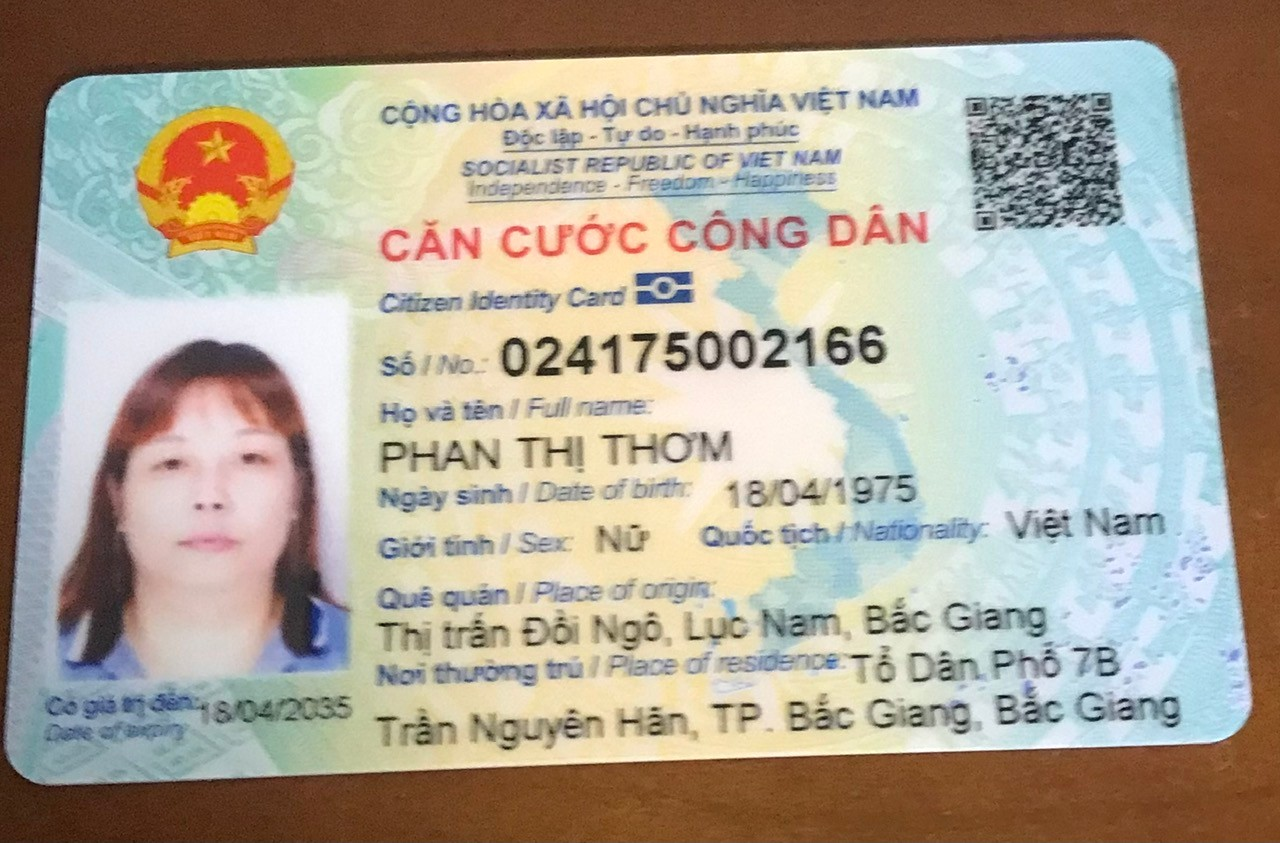 CỘNG HÒA XÃ HỘI CHỦ NGHĨA VIỆT NAM
Độc lập - Tự do - Hạnh phúc
SOCIALIST REPUBLIC OF VIET NAM
Independence - Freedom - Happiness
CĂN CƯỚC CÔNG DÂN
Citizen Identity Card
Số / No.: 024175002166
Họ và tên / Full name:
PHAN THỊ THƠM
Ngày sinh / Date of birth: 18/04/1975
Giới tính / Sex: Nữ Quốc tịch / Nationality: Việt Nam
Quê quán / Place of origin:
Thị trấn Đồi Ngô, Lục Nam, Bắc Giang
Nơi thường trú / Place of residence: Tổ Dân Phố 7B
Trần Nguyên Hãn, TP. Bắc Giang, Bắc Giang
Có giá trị đến: 18/04/2035
Date of expiry